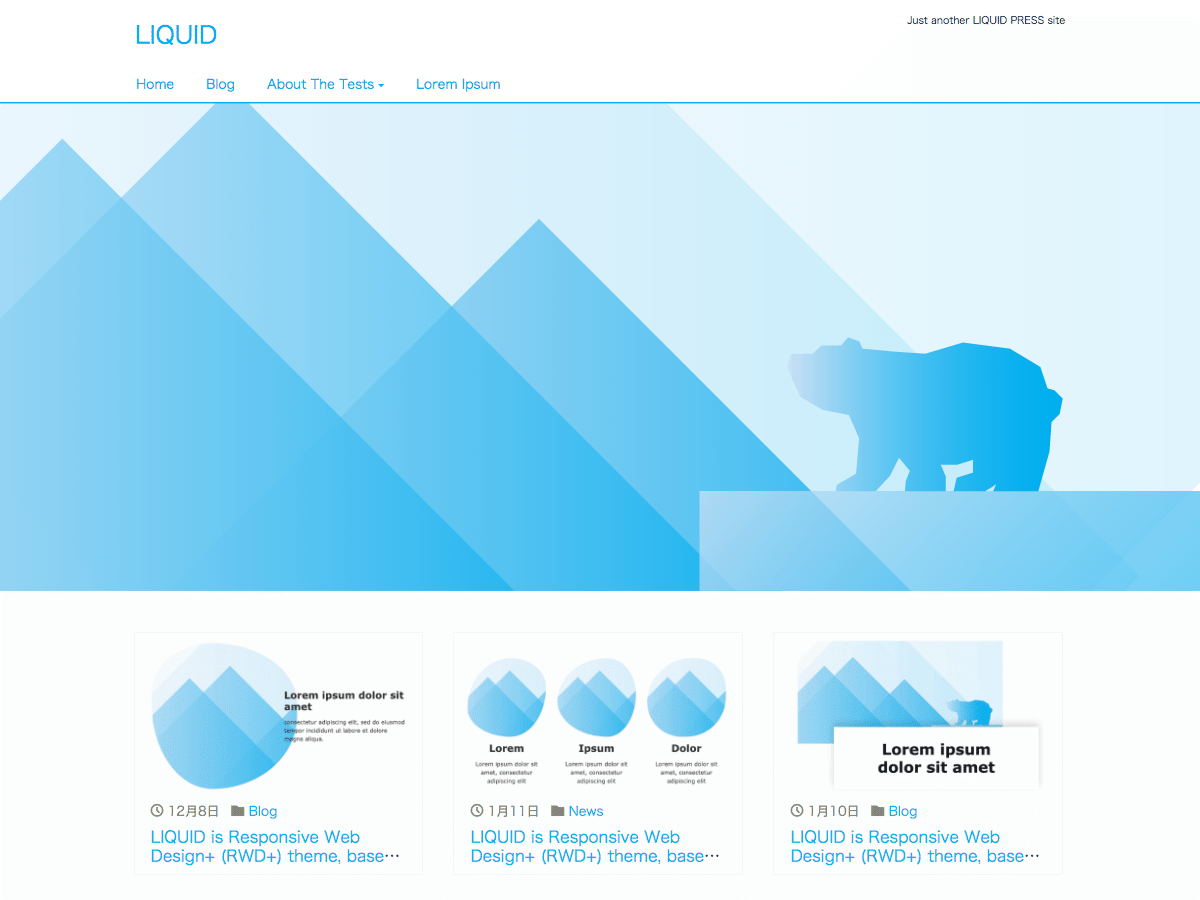 LIQUID
Just another LIQUID PRESS site
Home
Blog
About The Tests
Lorem Ipsum
Lorem ipsum dolor sit
amet
consectetur adipiscing elit, sed do eiusmod
tempor incididunt ut labore et dolore
magna aliqua.
12月8日 Blog
LIQUID is Responsive Web
Design+ (RWD+) theme, base…
Lorem
Lorem ipsum dolor sit
amet, consectetur
adipiscing elit
Ipsum
Lorem ipsum dolor sit
amet, consectetur
adipiscing elit
Dolor
Lorem ipsum dolor sit
amet, consectetur
adipiscing elit
1月11日 News
LIQUID is Responsive Web
Design+ (RWD+) theme, base…
Lorem ipsum
dolor sit amet
1月10日 Blog
LIQUID is Responsive Web
Design+ (RWD+) theme, base…